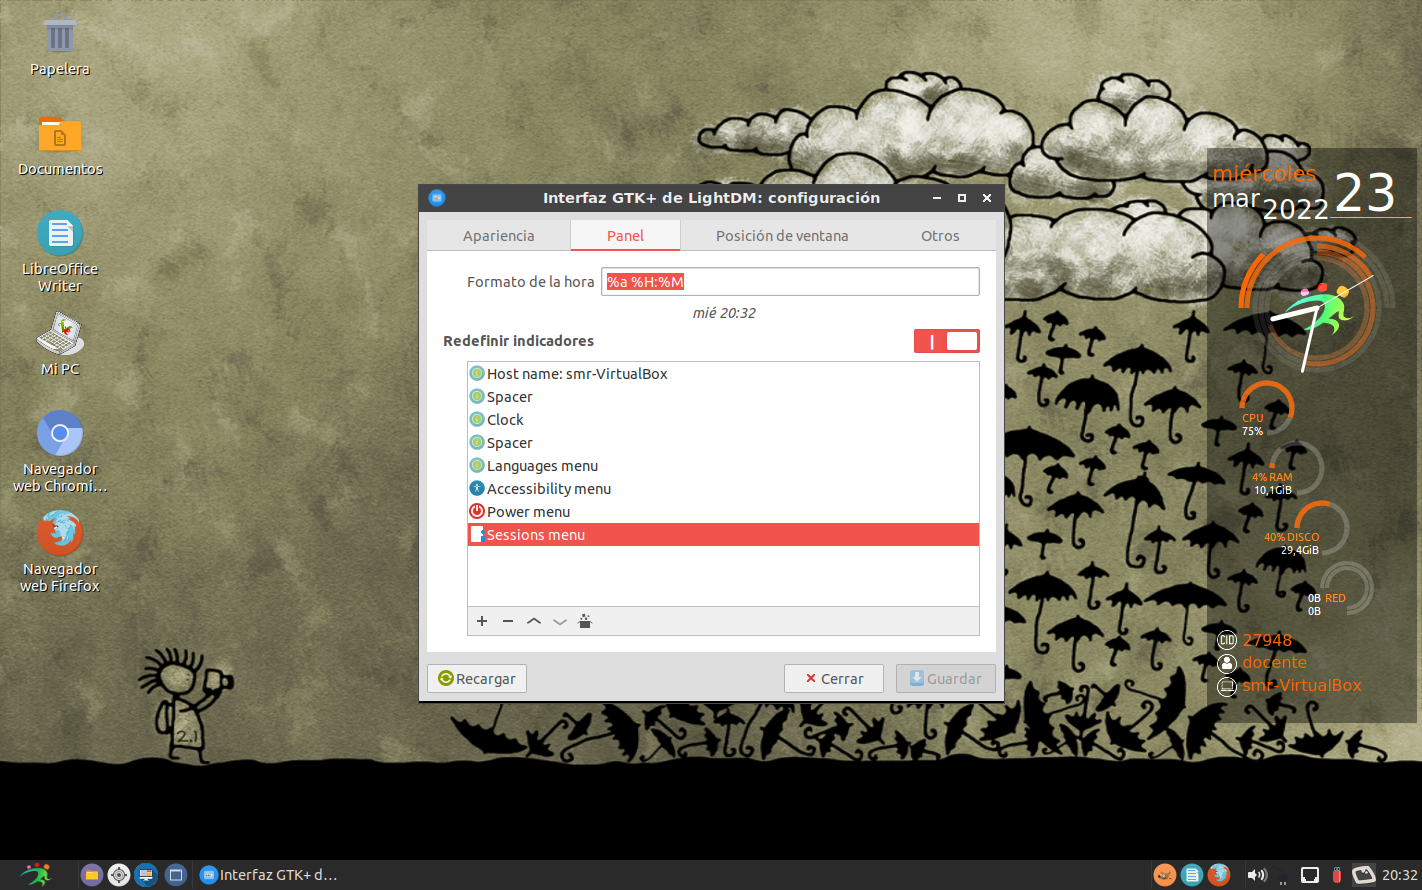 Papelera
Documentos
LibreOffice
Writer
Mi PC
Navegador
web Chromi...
Navegador
web Firefox
Interfaz GTK+ de LightDM: configuración
Apariencia
Panel
Posición de ventana
Otros
Formato de la hora
%a %H:%M
mié 20:32
Redefinir indicadores
Host name: smr-VirtualBox
Spacer
Clock
Spacer
Languages menu
Accessibility menu
Power menu
Sessions menu
Recargar
Cerrar
Guardar
miércoles
mar 2022 23
CPU
75%
4% RAM
10,1GiB
40% DISCO
29,4GiB
0B RED
0B
CID 27948
docente
smr-VirtualBox
2.1
Interfaz GTK+ d...
20:32